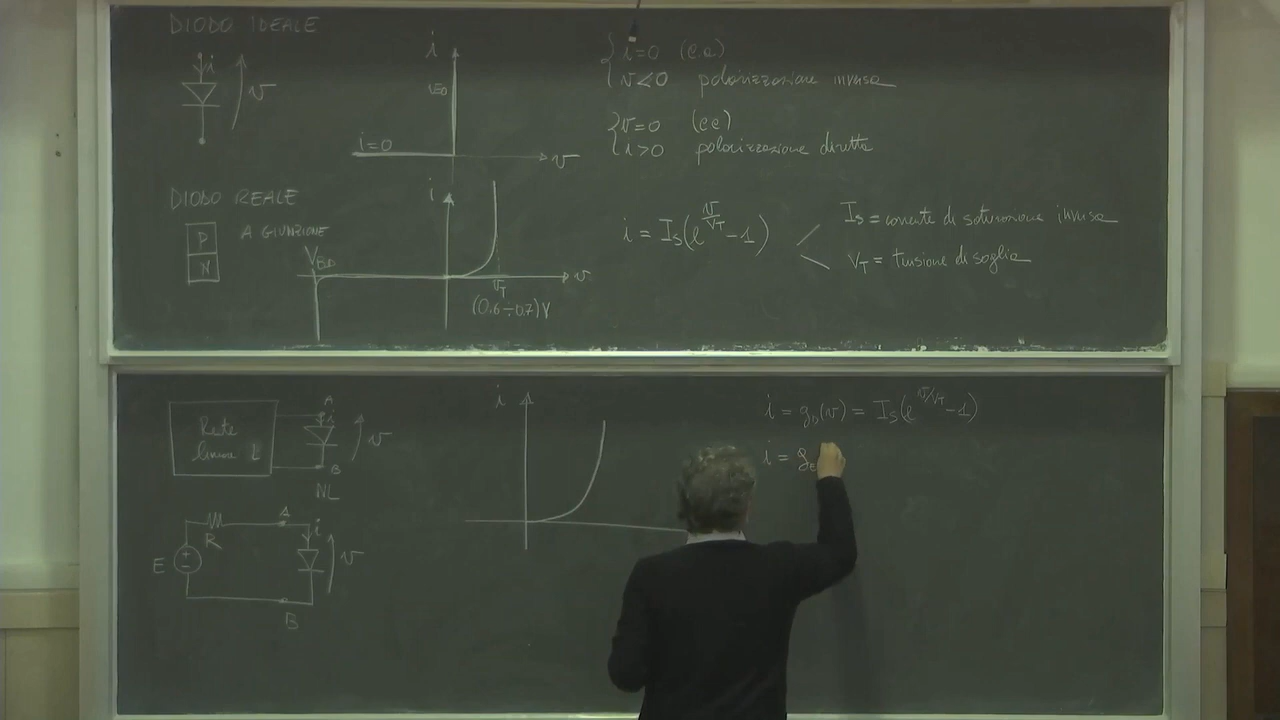 DIODO IDEALE
i
v
i
v=0
i=0
v
i=0 (c.a)
v<0 polarizzazione inversa
v=0 (cc)
i>0 polarizzazione diretta
DIODO REALE
P
N
A GIUNZIONE
i
V_BD
v
V_T
(0.6÷0.7)V
i = I_S(e^{v/V_T} -1)
I_S = corrente di saturazione inversa
V_T = tensione di soglia
Rete
lineare L
A
i
v
B
NL
R
A
i
v
E
+
-
B
i
i = g_D(v) = I_S(e^{v/V_T} -1)
i = g